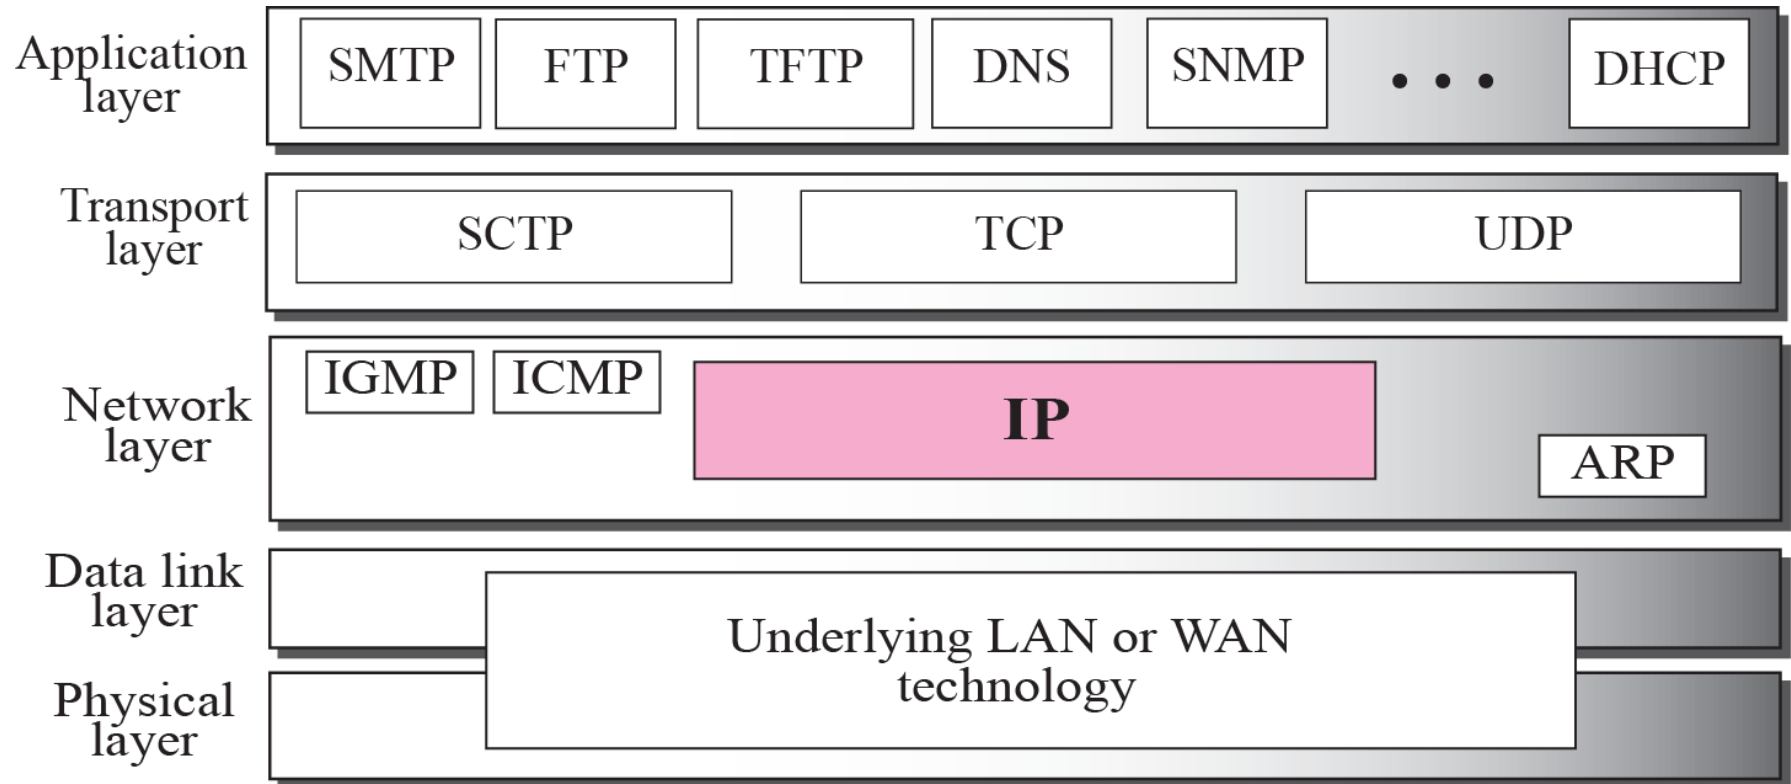 Application
layer
SMTP
FTP
TFTP
DNS
SNMP
• • •
DHCP
Transport
layer
SCTP
TCP
UDP
Network
layer
IGMP
ICMP
IP
ARP
Data link
layer
Underlying LAN or WAN
technology
Physical
layer